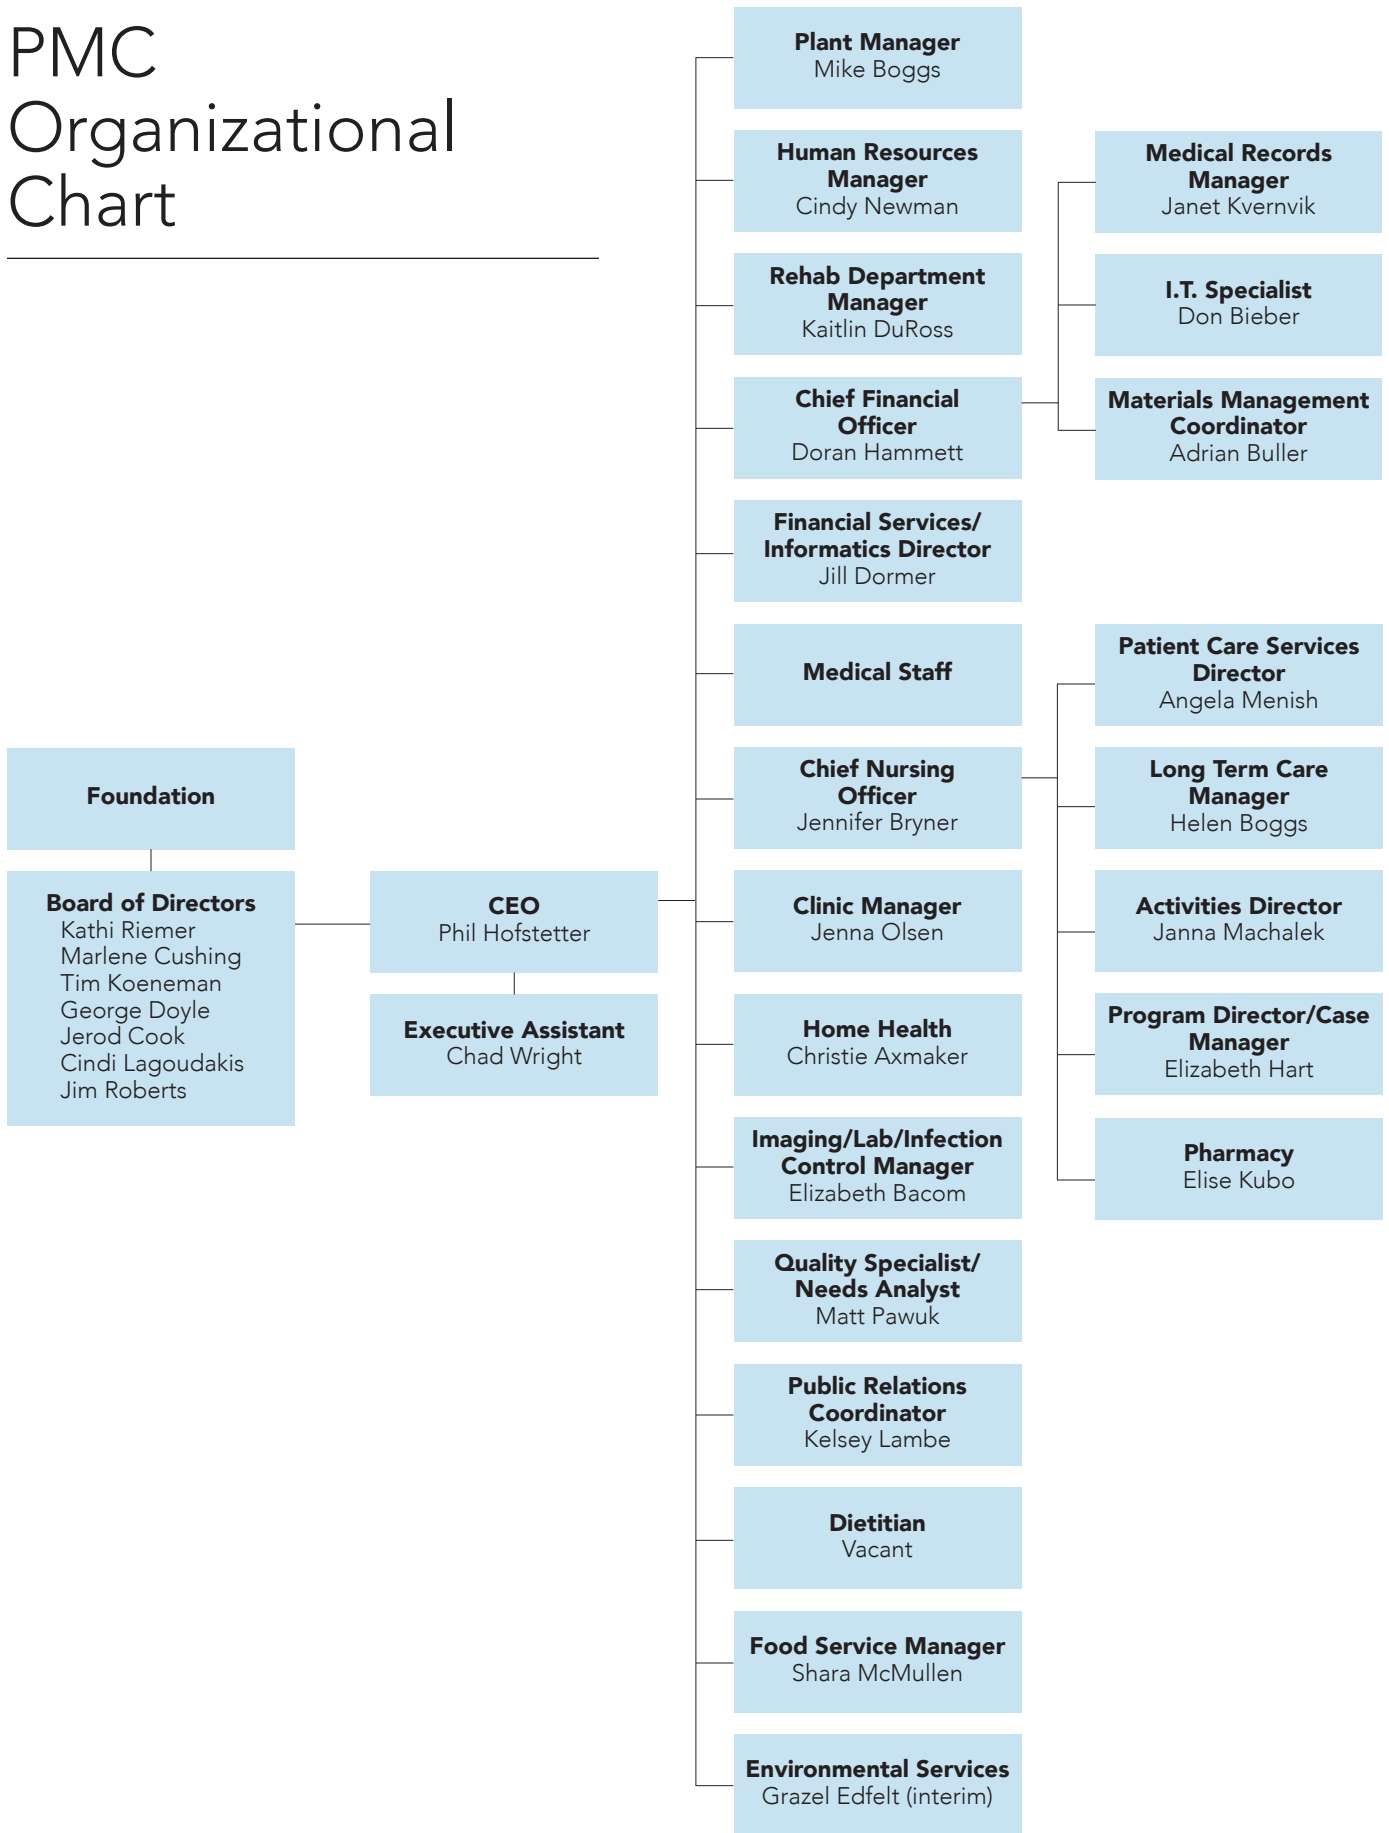 PMC
Organizational
Chart
Foundation
Board of Directors
Kathi Riemer
Marlene Cushing
Tim Koeneman
George Doyle
Jerod Cook
Cindi Lagoudakis
Jim Roberts
CEO
Phil Hofstetter
Executive Assistant
Chad Wright
Plant Manager
Mike Boggs
Human Resources
Manager
Cindy Newman
Rehab Department
Manager
Kaitlin DuRoss
Chief Financial
Officer
Doran Hammett
Financial Services/
Informatics Director
Jill Dormer
Medical Staff
Chief Nursing
Officer
Jennifer Bryner
Clinic Manager
Jenna Olsen
Home Health
Christie Axmaker
Imaging/Lab/Infection
Control Manager
Elizabeth Bacom
Quality Specialist/
Needs Analyst
Matt Pawuk
Public Relations
Coordinator
Kelsey Lambe
Dietitian
Vacant
Food Service Manager
Shara McMullen
Environmental Services
Grazel Edfelt (interim)
Medical Records
Manager
Janet Kvernvik
I.T. Specialist
Don Bieber
Materials Management
Coordinator
Adrian Buller
Patient Care Services
Director
Angela Menish
Long Term Care
Manager
Helen Boggs
Activities Director
Janna Machalek
Program Director/Case
Manager
Elizabeth Hart
Pharmacy
Elise Kubo